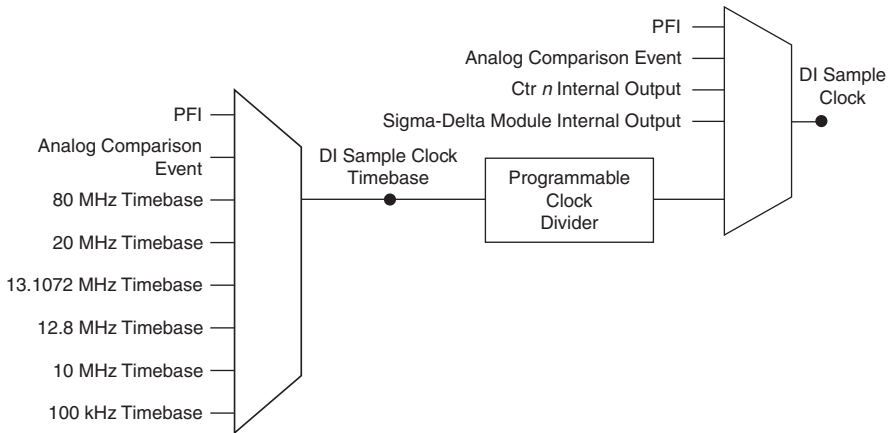 PFI
Analog Comparison Event
Ctr n Internal Output
Sigma-Delta Module Internal Output
DI Sample
Clock
PFI
Analog Comparison
Event
80 MHz Timebase
20 MHz Timebase
13.1072 MHz Timebase
12.8 MHz Timebase
10 MHz Timebase
100 kHz Timebase
DI Sample Clock
Timebase
Programmable
Clock
Divider